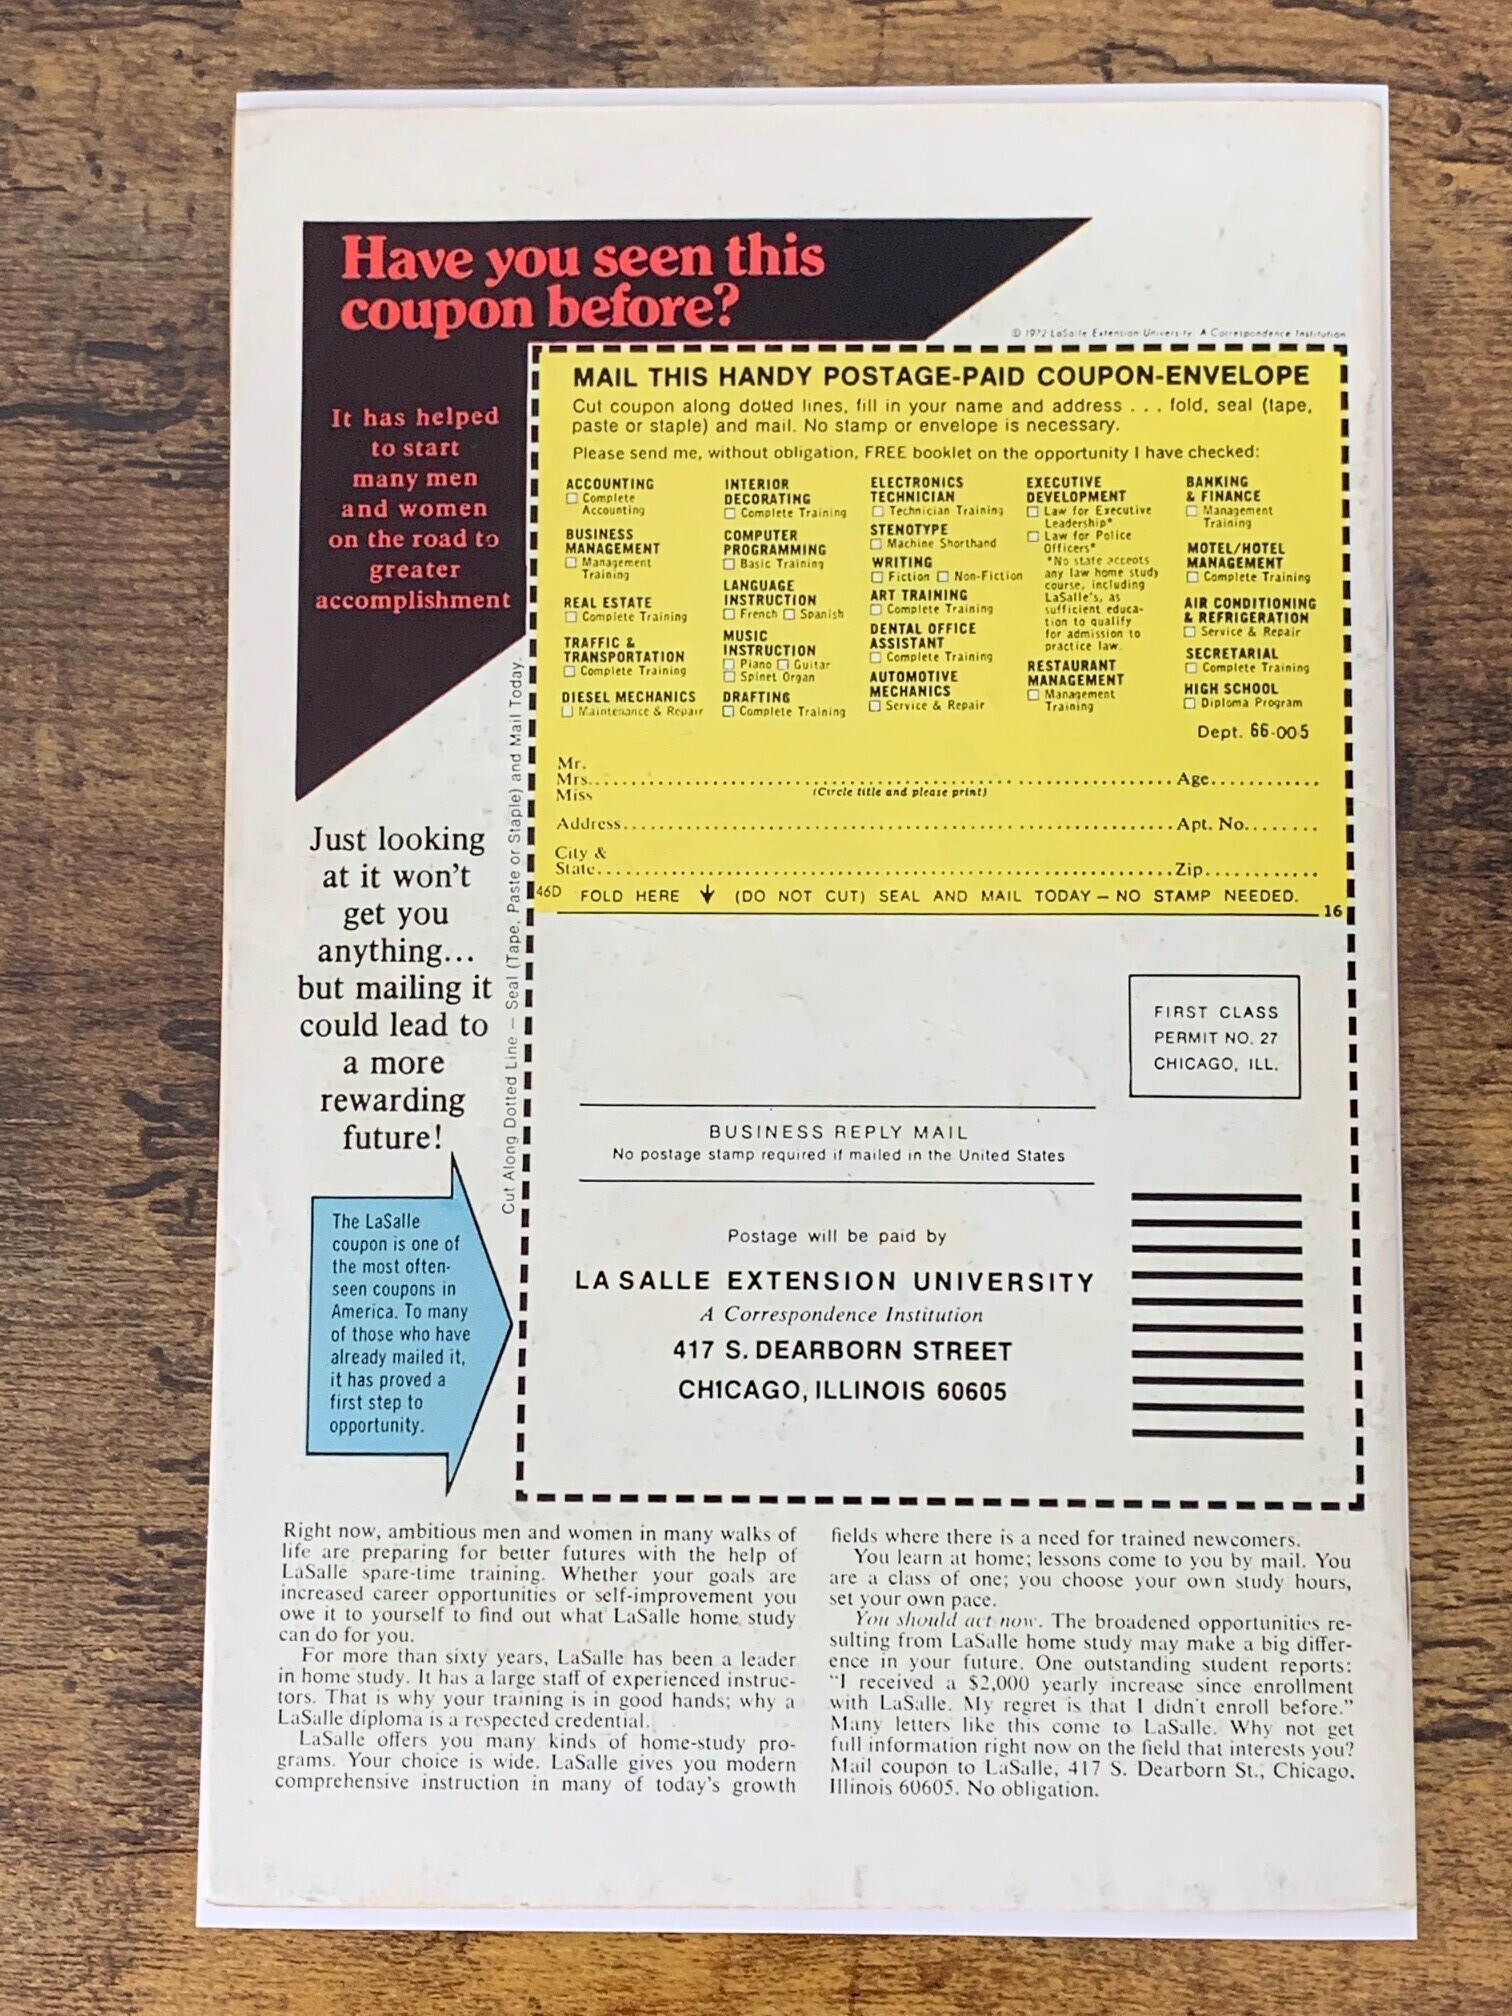 Have you seen this
coupon before?
© 1972 LaSalle Extension University. A Correspondence Institution
It has helped
to start
many men
and women
on the road to
greater
accomplishment
MAIL THIS HANDY POSTAGE-PAID COUPON-ENVELOPE
Cut coupon along dotted lines, fill in your name and address . . . fold, seal (tape,
paste or staple) and mail. No stamp or envelope is necessary.
Please send me, without obligation, FREE booklet on the opportunity I have checked:
ACCOUNTING
☐ Complete
Accounting
BUSINESS
MANAGEMENT
☐ Management
Training
REAL ESTATE
☐ Complete Training
TRAFFIC &
TRANSPORTATION
☐ Complete Training
DIESEL MECHANICS
☐ Maintenance & Repair
INTERIOR
DECORATING
☐ Complete Training
COMPUTER
PROGRAMMING
☐ Basic Training
LANGUAGE
INSTRUCTION
☐ French ☐ Spanish
MUSIC
INSTRUCTION
☐ Piano ☐ Guitar
☐ Spinet Organ
DRAFTING
☐ Complete Training
ELECTRONICS
TECHNICIAN
☐ Technician Training
STENOTYPE
☐ Machine Shorthand
WRITING
☐ Fiction ☐ Non-Fiction
ART TRAINING
☐ Complete Training
DENTAL OFFICE
ASSISTANT
☐ Complete Training
AUTOMOTIVE
MECHANICS
☐ Service & Repair
EXECUTIVE
DEVELOPMENT
☐ Law for Executive
Leadership*
☐ Law for Police
Officers*
*No state accepts
any law home study
course, including
LaSalle's, as
sufficient educa-
tion to qualify
for admission to
practice law.
RESTAURANT
MANAGEMENT
☐ Management
Training
BANKING
& FINANCE
☐ Management
Training
MOTEL/HOTEL
MANAGEMENT
☐ Complete Training
AIR CONDITIONING
& REFRIGERATION
☐ Service & Repair
SECRETARIAL
☐ Complete Training
HIGH SCHOOL
☐ Diploma Program
Dept. 66-005
Mr.
Mrs. Age
Miss (Circle title and please print)
Address Apt. No.
City &
State Zip
46D FOLD HERE ↓ (DO NOT CUT) SEAL AND MAIL TODAY – NO STAMP NEEDED.
16
Cut Along Dotted Line – Seal (Tape, Paste or Staple) and Mail Today.
Just looking
at it won't
get you
anything...
but mailing it
could lead to
a more
rewarding
future!
FIRST CLASS
PERMIT NO. 27
CHICAGO, ILL.
BUSINESS REPLY MAIL
No postage stamp required if mailed in the United States
Postage will be paid by
LA SALLE EXTENSION UNIVERSITY
A Correspondence Institution
417 S. DEARBORN STREET
CHICAGO, ILLINOIS 60605
The LaSalle
coupon is one of
the most often-
seen coupons in
America. To many
of those who have
already mailed it,
it has proved a
first step to
opportunity.
Right now, ambitious men and women in many walks of
life are preparing for better futures with the help of
LaSalle spare-time training. Whether your goals are
increased career opportunities or self-improvement you
owe it to yourself to find out what LaSalle home study
can do for you.
For more than sixty years, LaSalle has been a leader
in home study. It has a large staff of experienced instruc-
tors. That is why your training is in good hands; why a
LaSalle diploma is a respected credential.
LaSalle offers you many kinds of home-study pro-
grams. Your choice is wide. LaSalle gives you modern
comprehensive instruction in many of today's growth
fields where there is a need for trained newcomers.
You learn at home; lessons come to you by mail. You
are a class of one; you choose your own study hours,
set your own pace.
You should act now. The broadened opportunities re-
sulting from LaSalle home study may make a big differ-
ence in your future. One outstanding student reports:
"I received a $2,000 yearly increase since enrollment
with LaSalle. My regret is that I didn't enroll before."
Many letters like this come to LaSalle. Why not get
full information right now on the field that interests you?
Mail coupon to LaSalle, 417 S. Dearborn St., Chicago,
Illinois 60605. No obligation.